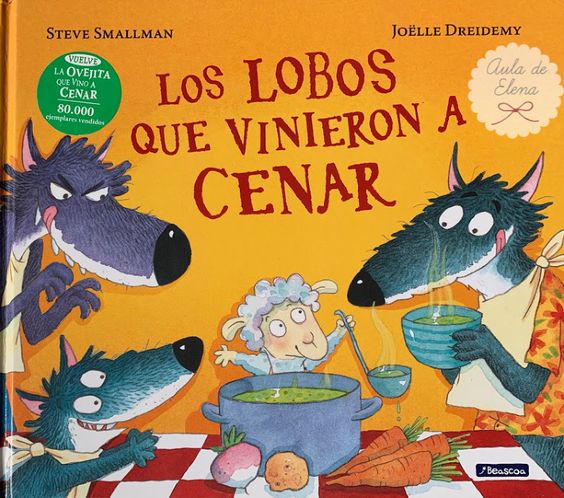 STEVE SMALLMAN
JOËLLE DREIDEMY
VUELVE
LA OVEJITA
QUE VINO A
CENAR
80.000
ejemplares vendidos
Aula de
Elena
LOS LOBOS
QUE VINIERON A
CENAR
Beascoa